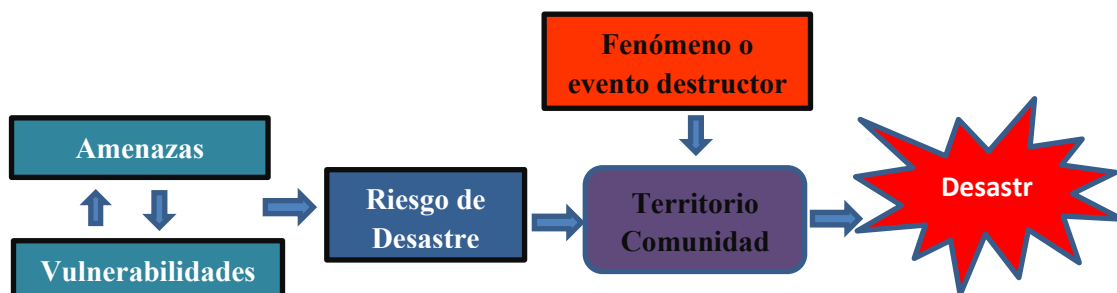 Fenómeno o
evento destructor
Amenazas
Vulnerabilidades
Riesgo de
Desastre
Territorio
Comunidad
Desastr